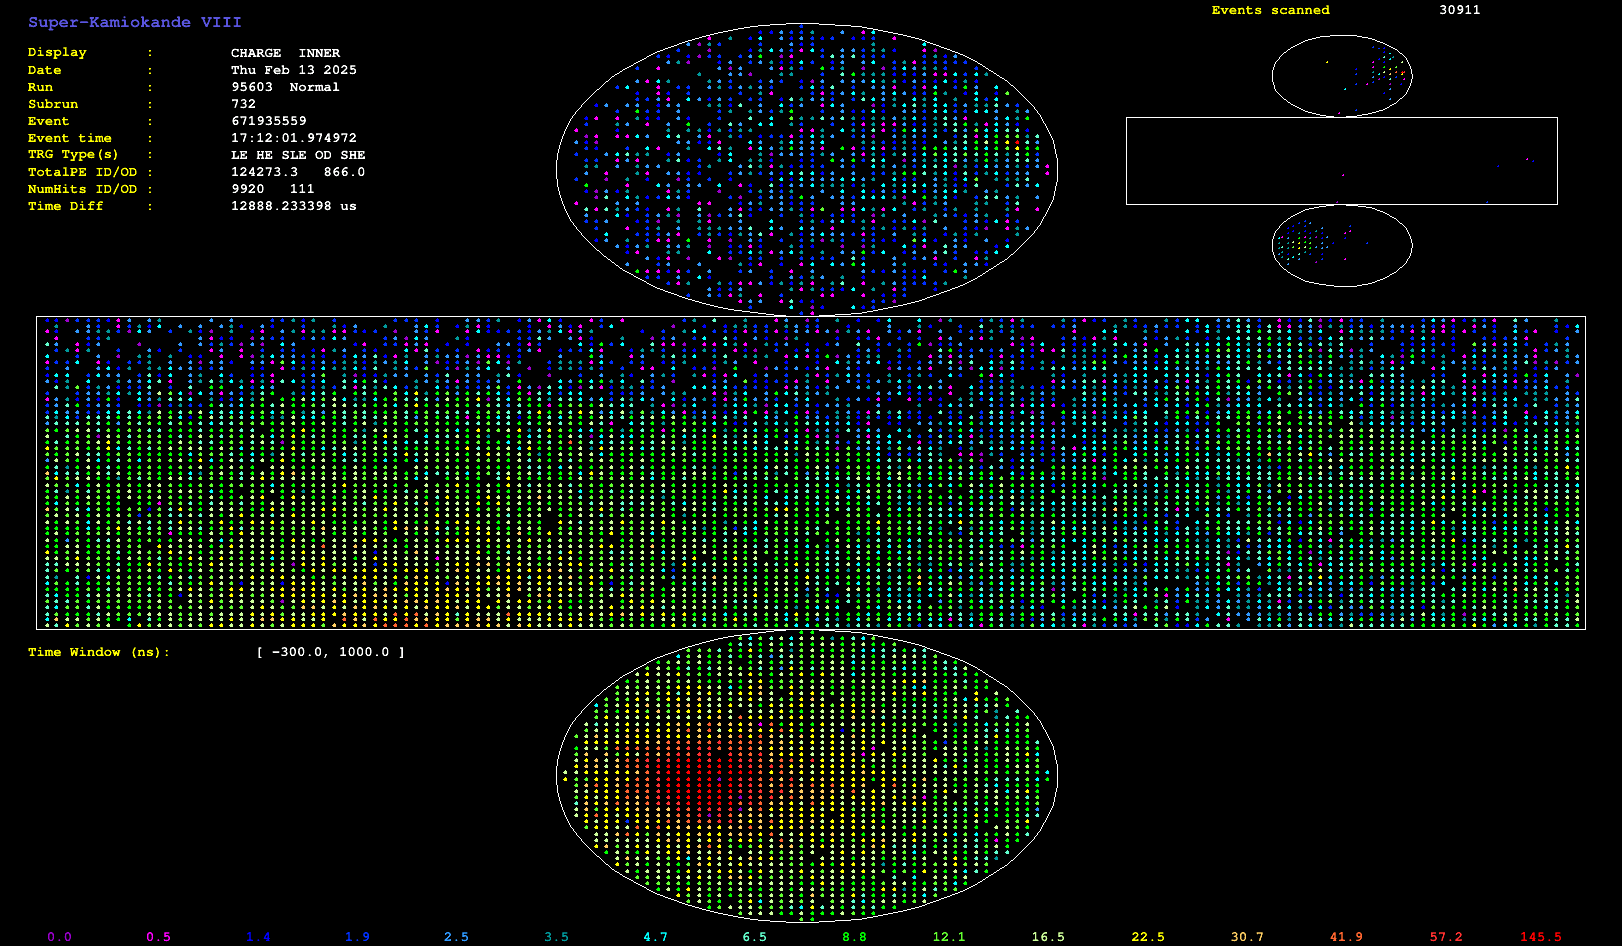 Super-Kamiokande VIII
Events scanned 30911
Display : CHARGE INNER
Date : Thu Feb 13 2025
Run : 95603 Normal
Subrun : 732
Event : 671935559
Event time : 17:12:01.974972
TRG Type(s) : LE HE SLE OD SHE
TotalPE ID/OD : 124273.3 866.0
NumHits ID/OD : 9920 111
Time Diff : 12888.233398 us
Time Window (ns): [ -300.0, 1000.0 ]
0.0 0.5 1.4 1.9 2.5 3.5 4.7 6.5 8.8 12.1 16.5 22.5 30.7 41.9 57.2 145.5